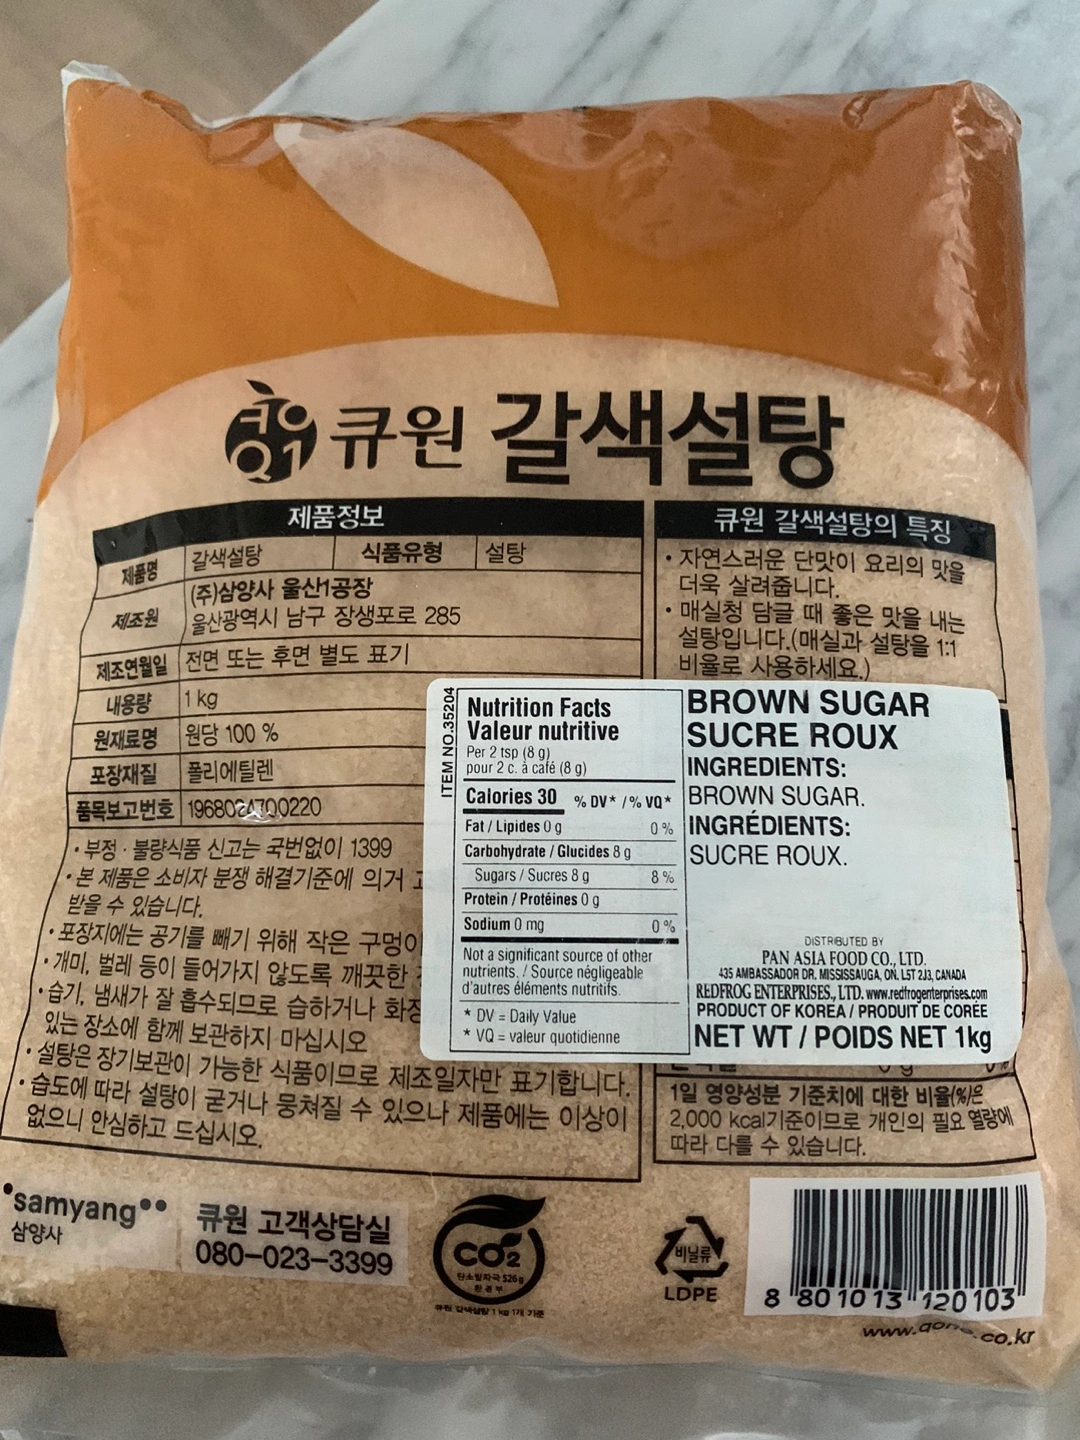 큐원 갈색설탕
제품정보
제품명 갈색설탕 식품유형 설탕
제조원 (주)삼양사 울산1공장
울산광역시 남구 장생포로 285
제조연월일 전면 또는 후면 별도 표기
내용량 1 kg
원재료명 원당 100 %
포장재질 폴리에틸렌
품목보고번호
• 부정 · 불량식품 신고는 국번없이 1399
• 본 제품은 소비자 분쟁 해결기준에 의거
받을 수 있습니다.
• 포장지에는 공기를 빼기 위해 작은 구멍이
• 개미, 벌레 등이 들어가지 않도록 깨끗한
• 습기, 냄새가 잘 흡수되므로 습하거나 화장
있는 장소에 함께 보관하지 마십시오
• 설탕은 장기보관이 가능한 식품이므로 제조일자만 표기합니다.
• 습도에 따라 설탕이 굳거나 뭉쳐질 수 있으나 제품에는 이상이
없으니 안심하고 드십시오.
큐원 갈색설탕의 특징
• 자연스러운 단맛이 요리의 맛을
더욱 살려줍니다.
• 매실청 담글 때 좋은 맛을 내는
설탕입니다.(매실과 설탕을 1:1
비율로 사용하세요.)
ITEM NO.35204
Nutrition Facts
Valeur nutritive
Per 2 tsp (8 g)
pour 2 c. à café (8 g)
Calories 30 % DV* / % VQ*
Fat / Lipides 0 g 0 %
Carbohydrate / Glucides 8 g
Sugars / Sucres 8 g 8 %
Protein / Protéines 0 g
Sodium 0 mg 0 %
Not a significant source of other
nutrients. / Source négligeable
d'autres éléments nutritifs.
* DV = Daily Value
* VQ = valeur quotidienne
BROWN SUGAR
SUCRE ROUX
INGREDIENTS:
BROWN SUGAR.
INGRÉDIENTS:
SUCRE ROUX.
DISTRIBUTED BY
PAN ASIA FOOD CO., LTD.
435 AMBASSADOR DR. MISSISSAUGA, ON. L5T 2J3, CANADA
REDFROG ENTERPRISES., LTD. www.redfrogenterprises.com
PRODUCT OF KOREA / PRODUIT DE CORÉE
NET WT / POIDS NET 1kg
1일 영양성분 기준치에 대한 비율(%)은
2,000 kcal기준이므로 개인의 필요 열량에
따라 다를 수 있습니다.
samyang
삼양사
큐원 고객상담실
080-023-3399
CO2
탄소발자국 526g
환경부
큐원 갈색설탕 1 kg 1개 기준
비닐류
LDPE
8 801013 120103
www.qone.co.kr